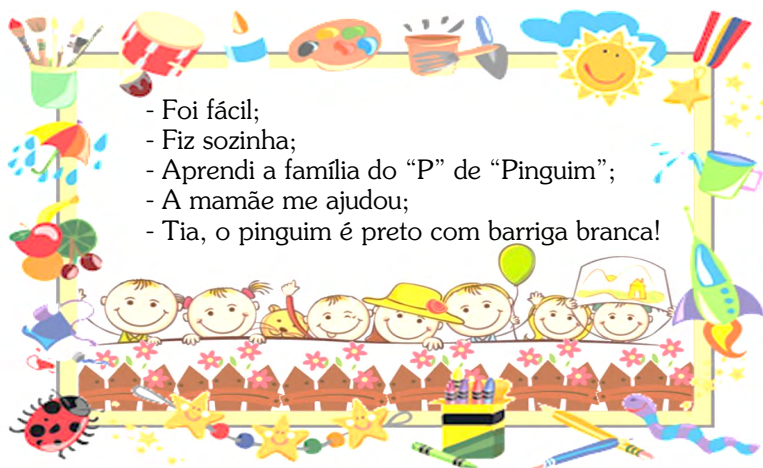 - Foi fácil;
- Fiz sozinha;
- Aprendi a família do “P” de “Pinguim”;
- A mamãe me ajudou;
- Tia, o pinguim é preto com barriga branca!